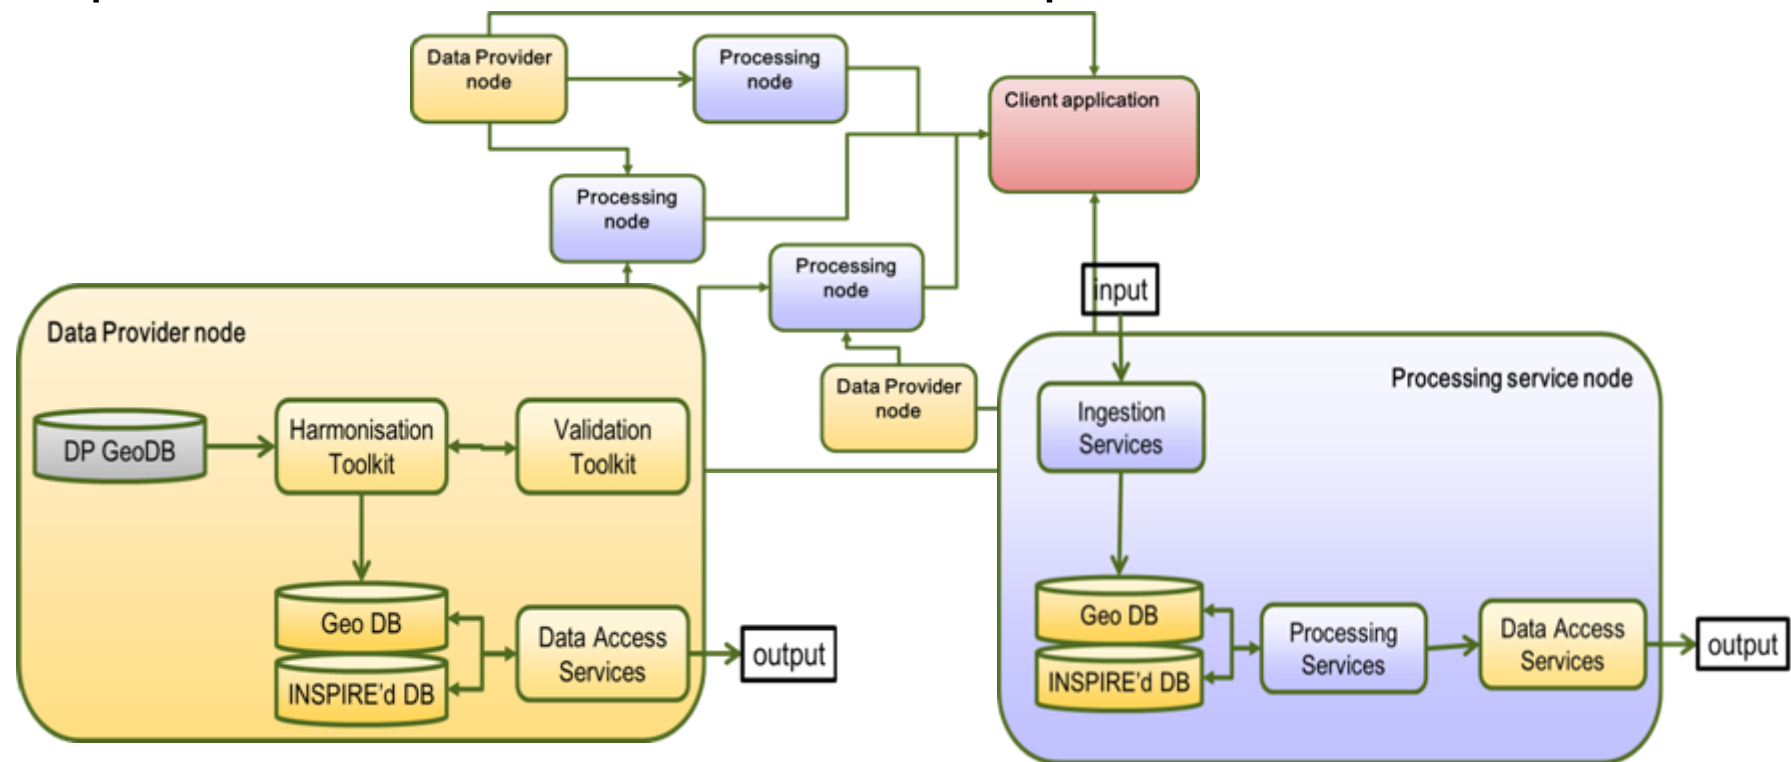 Data Provider
node
Processing
node
Client application
Processing
node
Processing
node
input
Data Provider node
Data Provider
node
Processing service node
DP GeoDB
Harmonisation
Toolkit
Validation
Toolkit
Ingestion
Services
Geo DB
INSPIRE'd DB
Data Access
Services
output
Geo DB
INSPIRE'd DB
Processing
Services
Data Access
Services
output